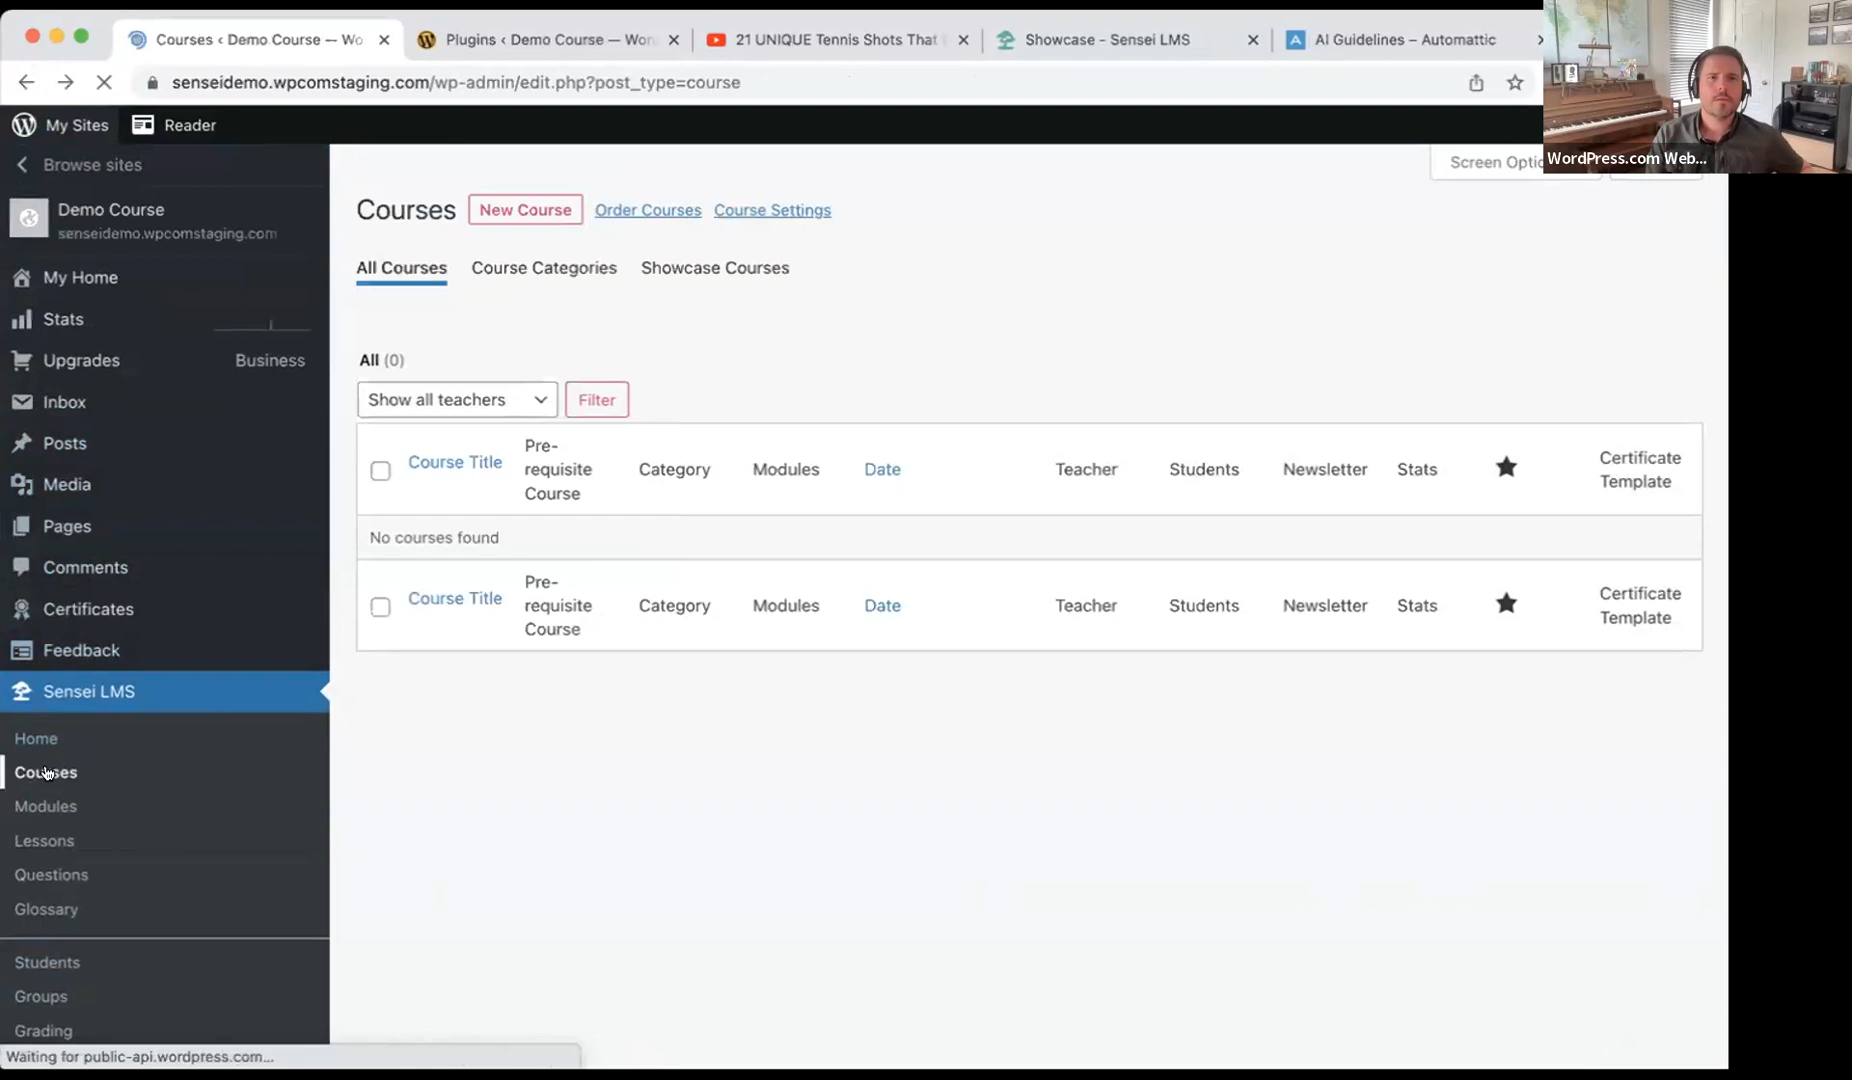 Courses ‹ Demo Course — Wo
Plugins ‹ Demo Course — Wor
21 UNIQUE Tennis Shots That
Showcase - Sensei LMS
AI Guidelines – Automattic
senseidemo.wpcomstaging.com/wp-admin/edit.php?post_type=course
WordPress.com Web...
My Sites
Reader
Browse sites
Demo Course
senseidemo.wpcomstaging.com
My Home
Stats
Upgrades
Business
Inbox
Posts
Media
Pages
Comments
Certificates
Feedback
Sensei LMS
Home
Courses
Modules
Lessons
Questions
Glossary
Students
Groups
Grading
Waiting for public-api.wordpress.com...
Screen Optio
Courses
New Course
Order Courses
Course Settings
All Courses
Course Categories
Showcase Courses
All (0)
Show all teachers
Filter
Course Title
Pre-
requisite
Course
Category
Modules
Date
Teacher
Students
Newsletter
Stats
Certificate
Template
No courses found
Course Title
Pre-
requisite
Course
Category
Modules
Date
Teacher
Students
Newsletter
Stats
Certificate
Template